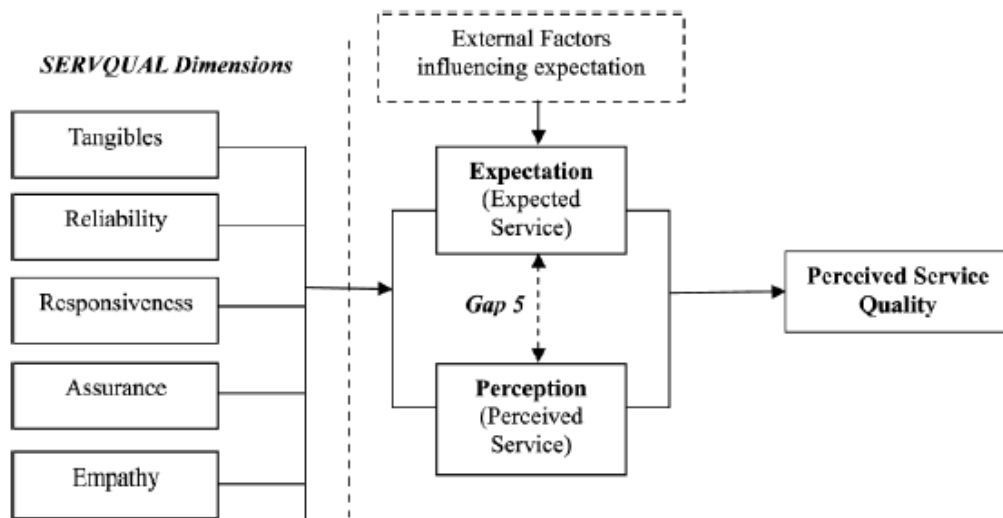 SERVQUAL Dimensions
Tangibles
Reliability
Responsiveness
Assurance
Empathy
External Factors
influencing expectation
Expectation
(Expected
Service)
Gap 5
Perception
(Perceived
Service)
Perceived Service
Quality